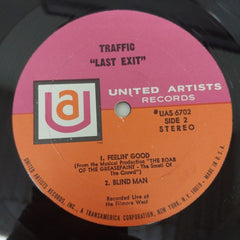 TRAFFIC
"LAST EXIT"
UA
UNITED ARTISTS
RECORDS
#UAS 6702
SIDE 2
STEREO
1. FEELIN' GOOD
(From the Musical Production "THE ROAR
OF THE GREASEPAINT - The Smell Of
The Crowd")
2. BLIND MAN
Recorded Live at
the Fillmore West
UNITED ARTISTS RECORDS, INC., A TRANSAMERICA CORPORATION, NEW YORK, N.Y. 10019 • MADE IN U.S.A.